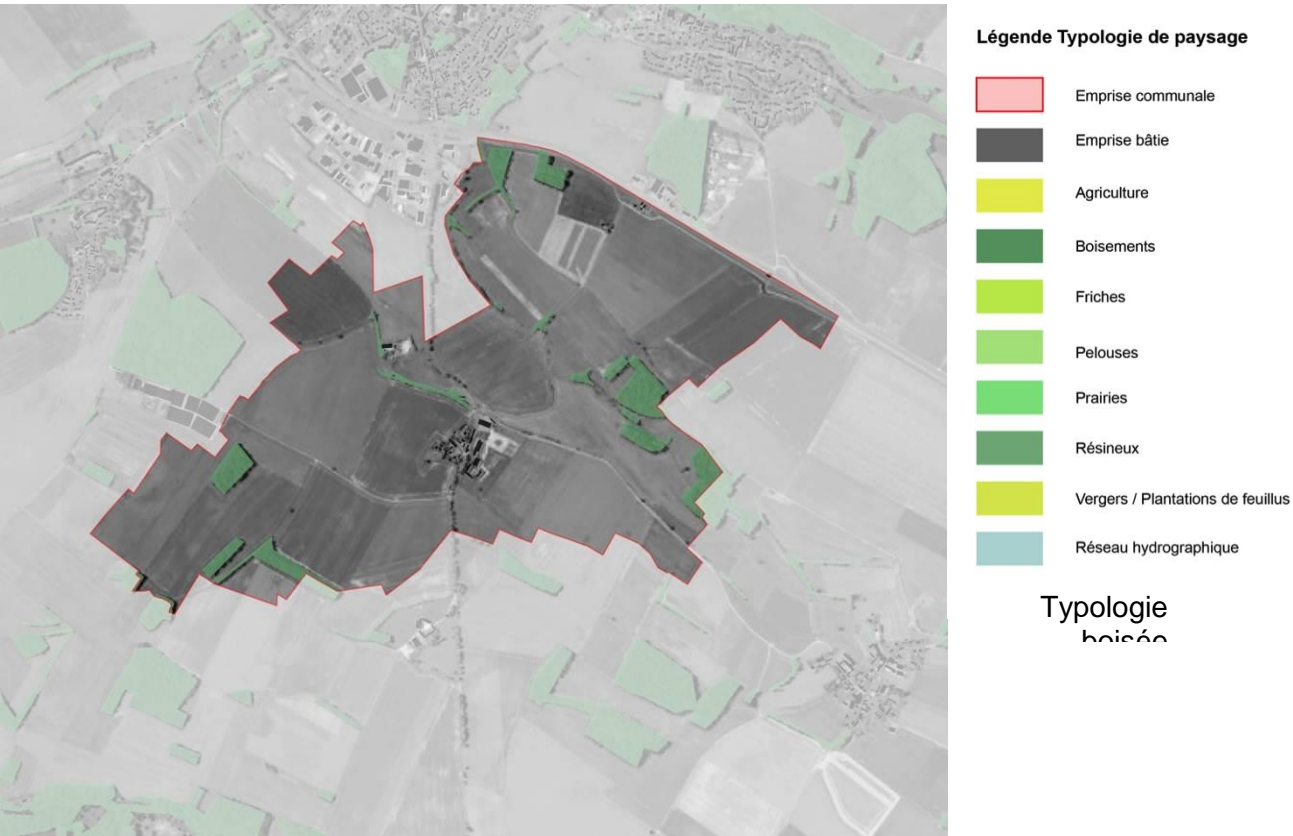 Légende Typologie de paysage
Emprise communale
Emprise bâtie
Agriculture
Boisements
Friches
Pelouses
Prairies
Résineux
Vergers / Plantations de feuillus
Réseau hydrographique
Typologie
boisée